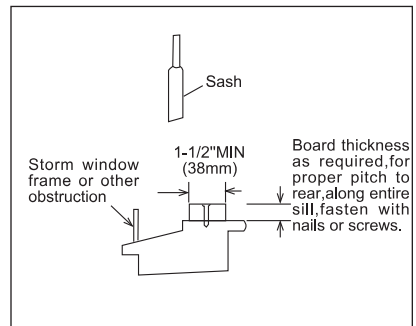 Sash
1-1/2"MIN
(38mm)
Storm window
frame or other
obstruction
Board thickness
as required,for
proper pitch to
rear,along entire
sill,fasten with
nails or screws.